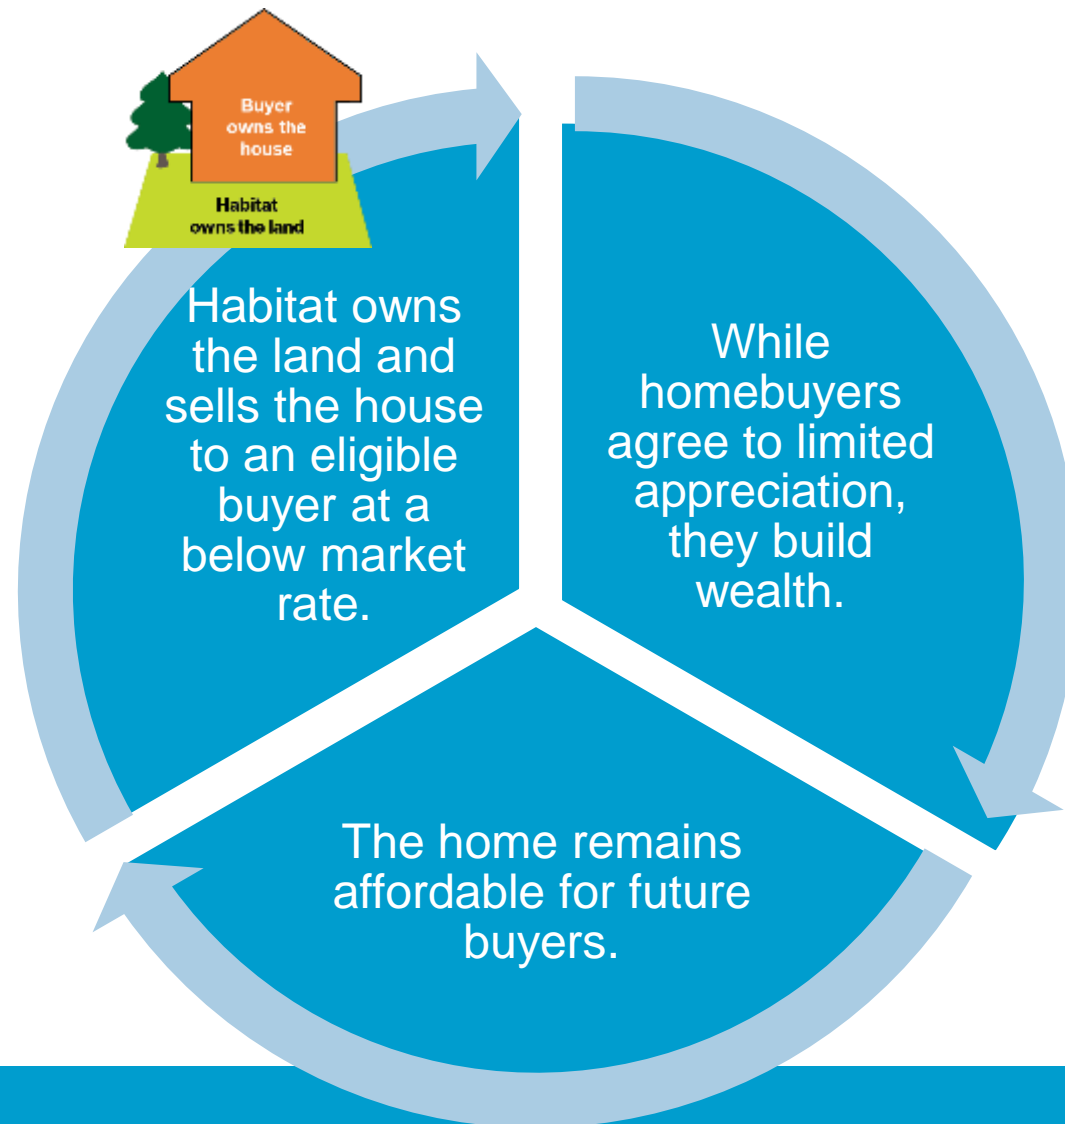 Buyer
owns the
house
Habitat
owns the land
Habitat owns
the land and
sells the house
to an eligible
buyer at a
below market
rate.
While
homebuyers
agree to limited
appreciation,
they build
wealth.
The home remains
affordable for future
buyers.